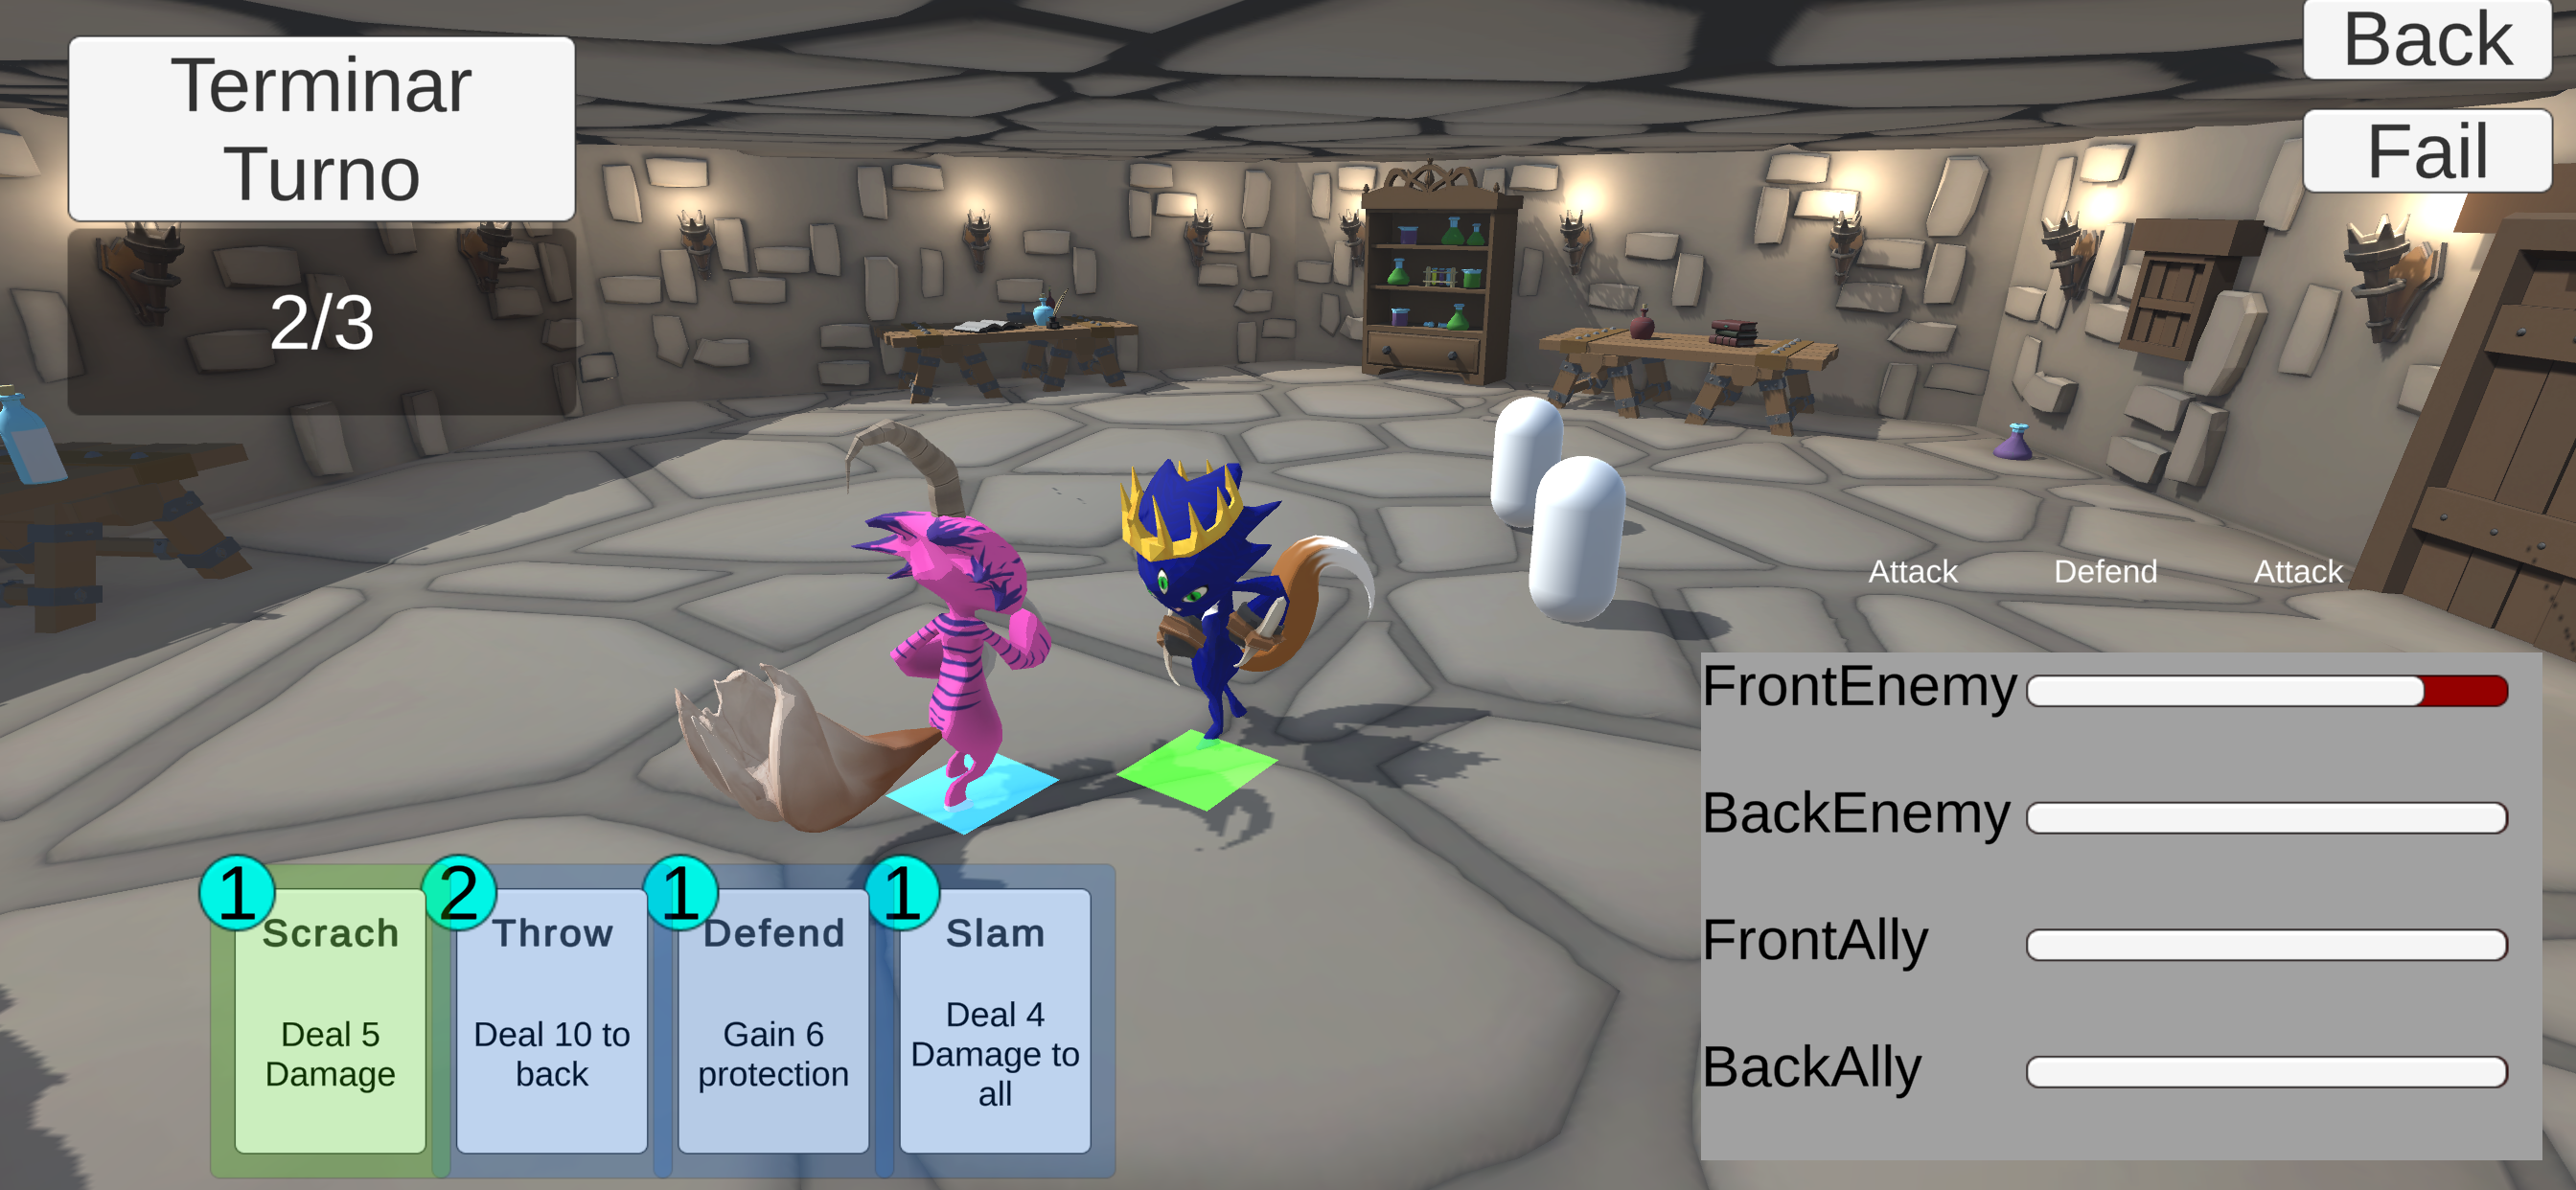 Terminar
Turno
2/3
Back
Fail
Attack
Defend
Attack
FrontEnemy
BackEnemy
FrontAlly
BackAlly
1
Scrach
Deal 5
Damage
2
Throw
Deal 10 to
back
1
Defend
Gain 6
protection
1
Slam
Deal 4
Damage to
all